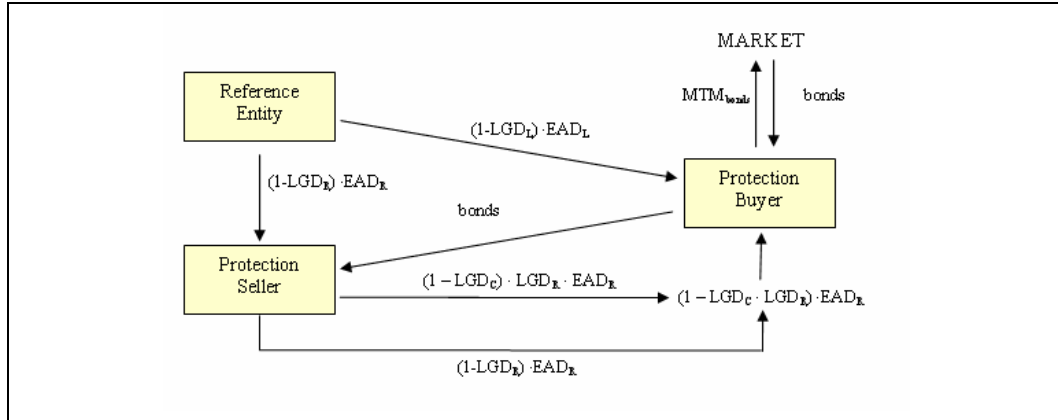 MARKET
Reference
Entity
MTM_bonds
bonds
(1-LGD_L)·EAD_L
Protection
Buyer
(1-LGD_R)·EAD_R
bonds
Protection
Seller
(1 – LGD_C) · LGD_R · EAD_R
(1 – LGD_C · LGD_R)·EAD_R
(1-LGD_R)·EAD_R